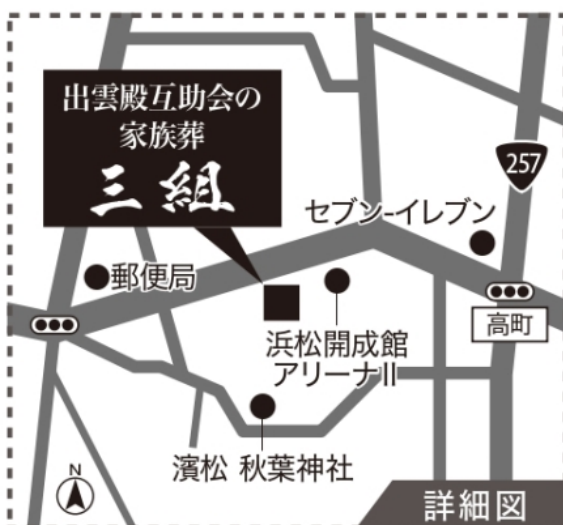 出雲殿互助会の
家族葬
三組
257
セブン-イレブン
郵便局
高町
浜松開成館
アリーナII
濱松 秋葉神社
N
詳細図